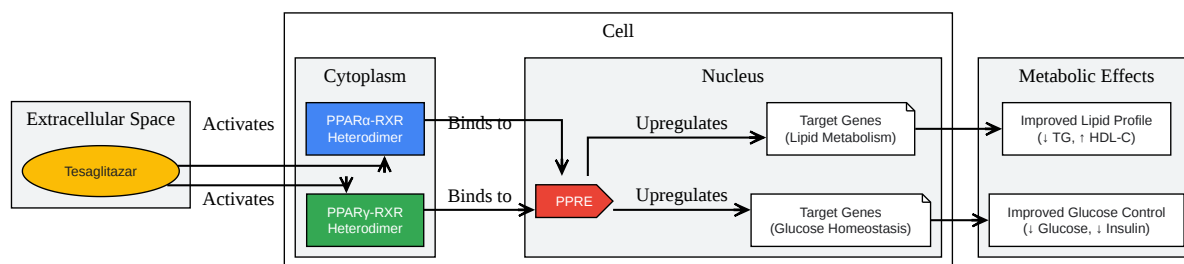 Cell
Cytoplasm
Nucleus
Metabolic Effects
Extracellular Space
Activates
PPARα-RXR
Heterodimer
Binds to
Upregulates
Target Genes
(Lipid Metabolism)
Improved Lipid Profile
(↓ TG, ↑ HDL-C)
Tesaglitazar
Activates
PPARγ-RXR
Heterodimer
Binds to
PPRE
Upregulates
Target Genes
(Glucose Homeostasis)
Improved Glucose Control
(↓ Glucose, ↓ Insulin)